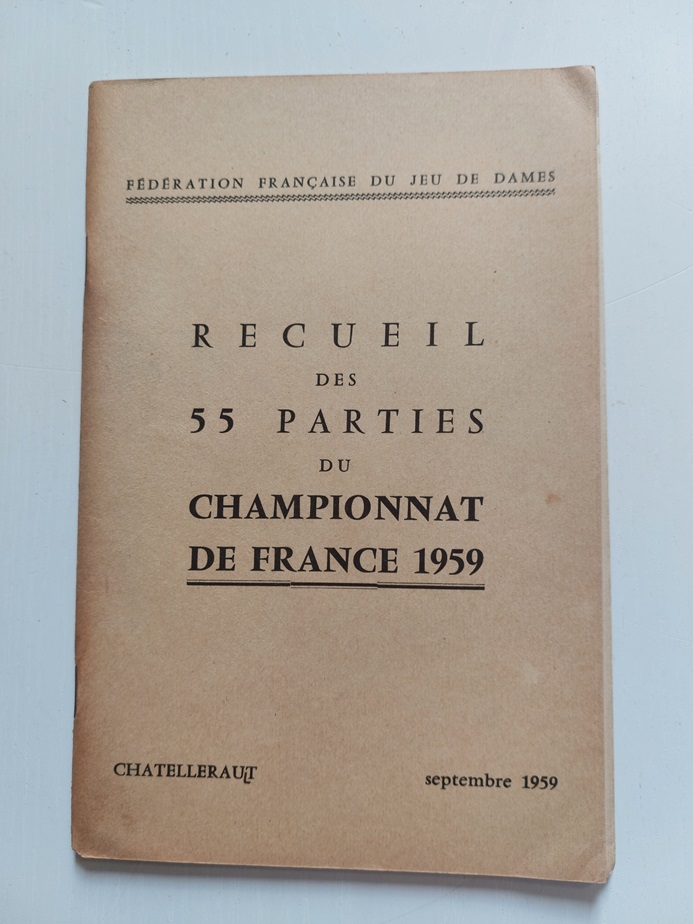 FÉDÉRATION FRANÇAISE DU JEU DE DAMES
RECUEIL
DES
55 PARTIES
DU
CHAMPIONNAT
DE FRANCE 1959
CHATELLERAULT septembre 1959